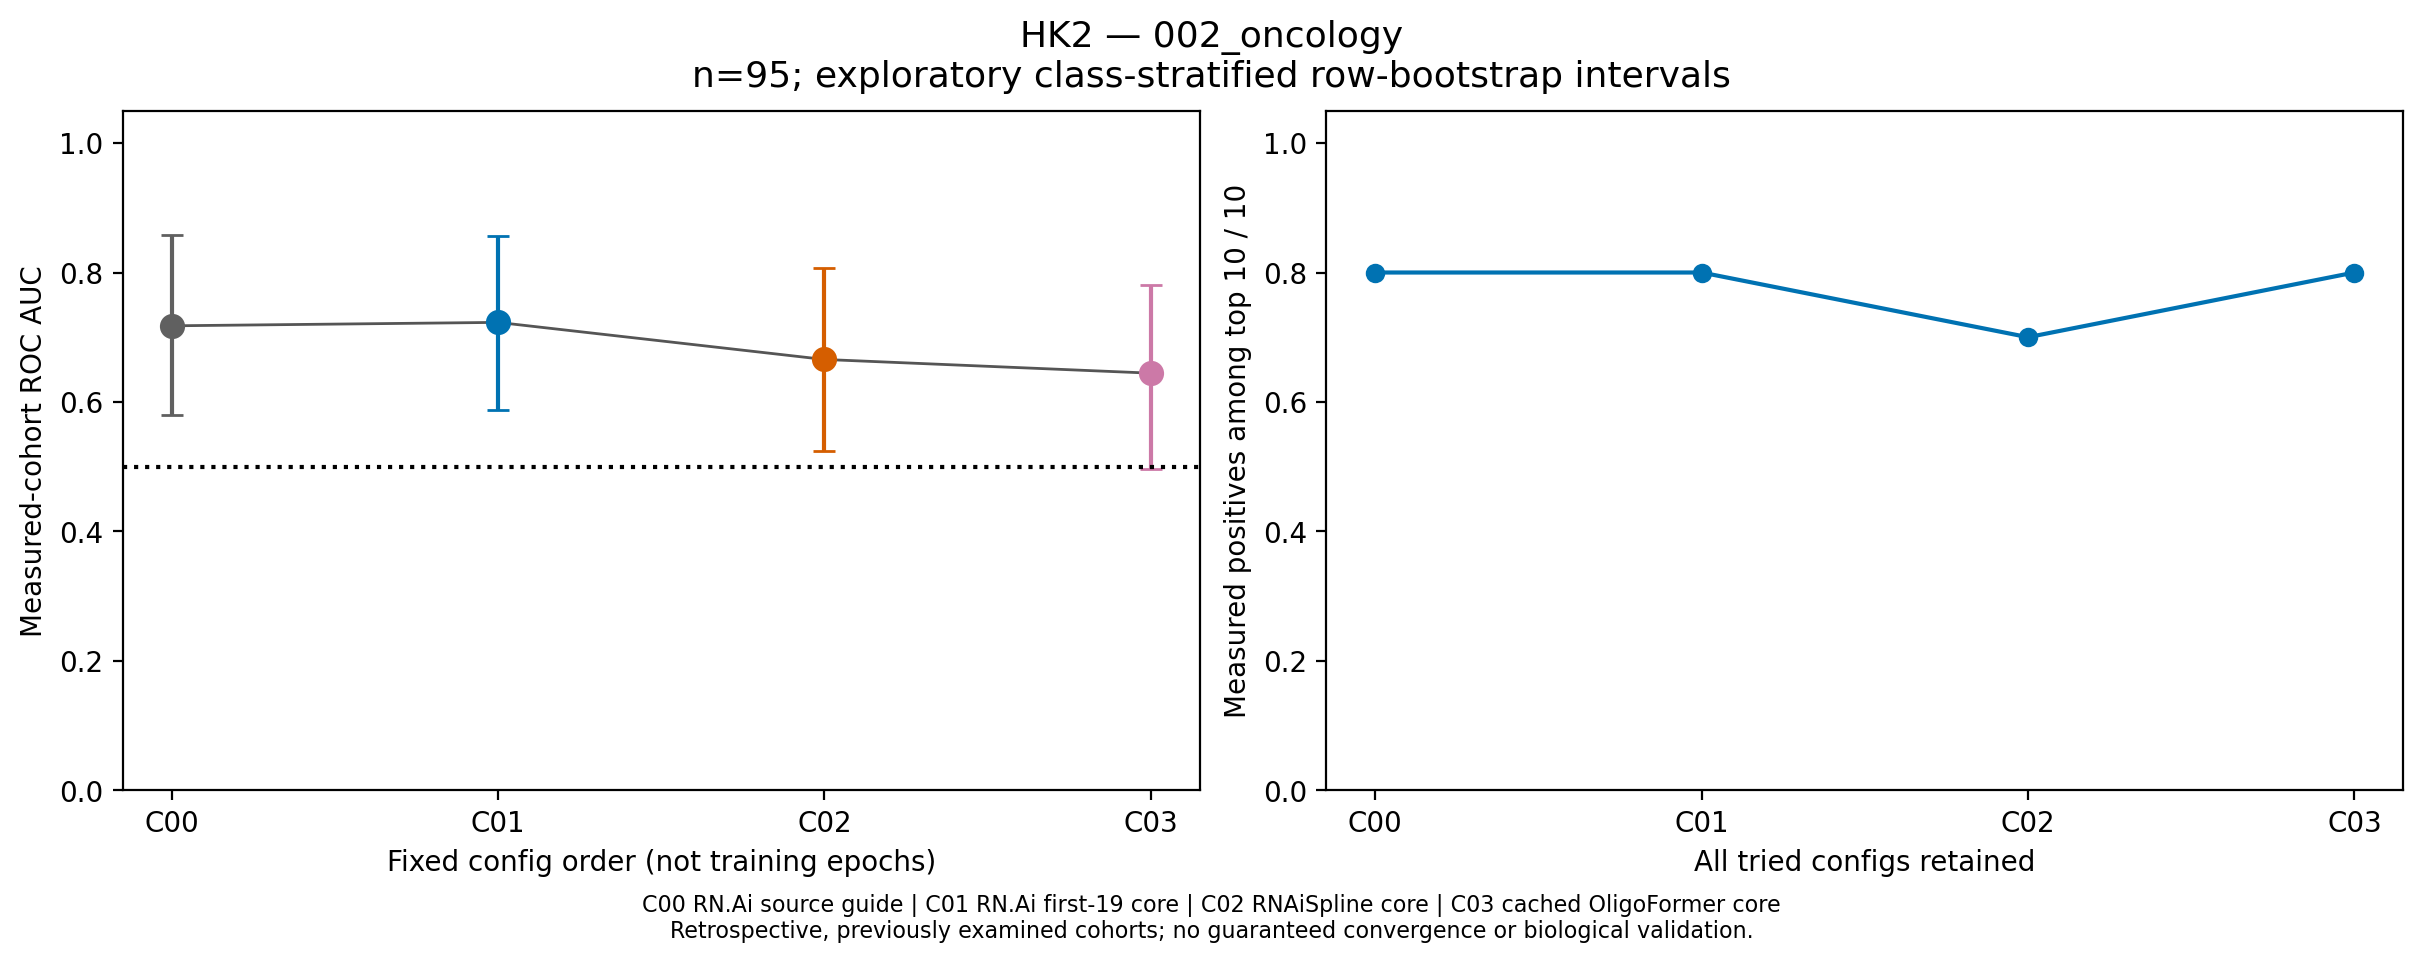 HK2 — 002_oncology
n=95; exploratory class-stratified row-bootstrap intervals
Measured-cohort ROC AUC
1.0
0.8
0.6
0.4
0.2
0.0
C00 C01 C02 C03
Fixed config order (not training epochs)
Measured positives among top 10 / 10
1.0
0.8
0.6
0.4
0.2
0.0
C00 C01 C02 C03
All tried configs retained
C00 RN.Ai source guide | C01 RN.Ai first-19 core | C02 RNAiSpline core | C03 cached OligoFormer core
Retrospective, previously examined cohorts; no guaranteed convergence or biological validation.